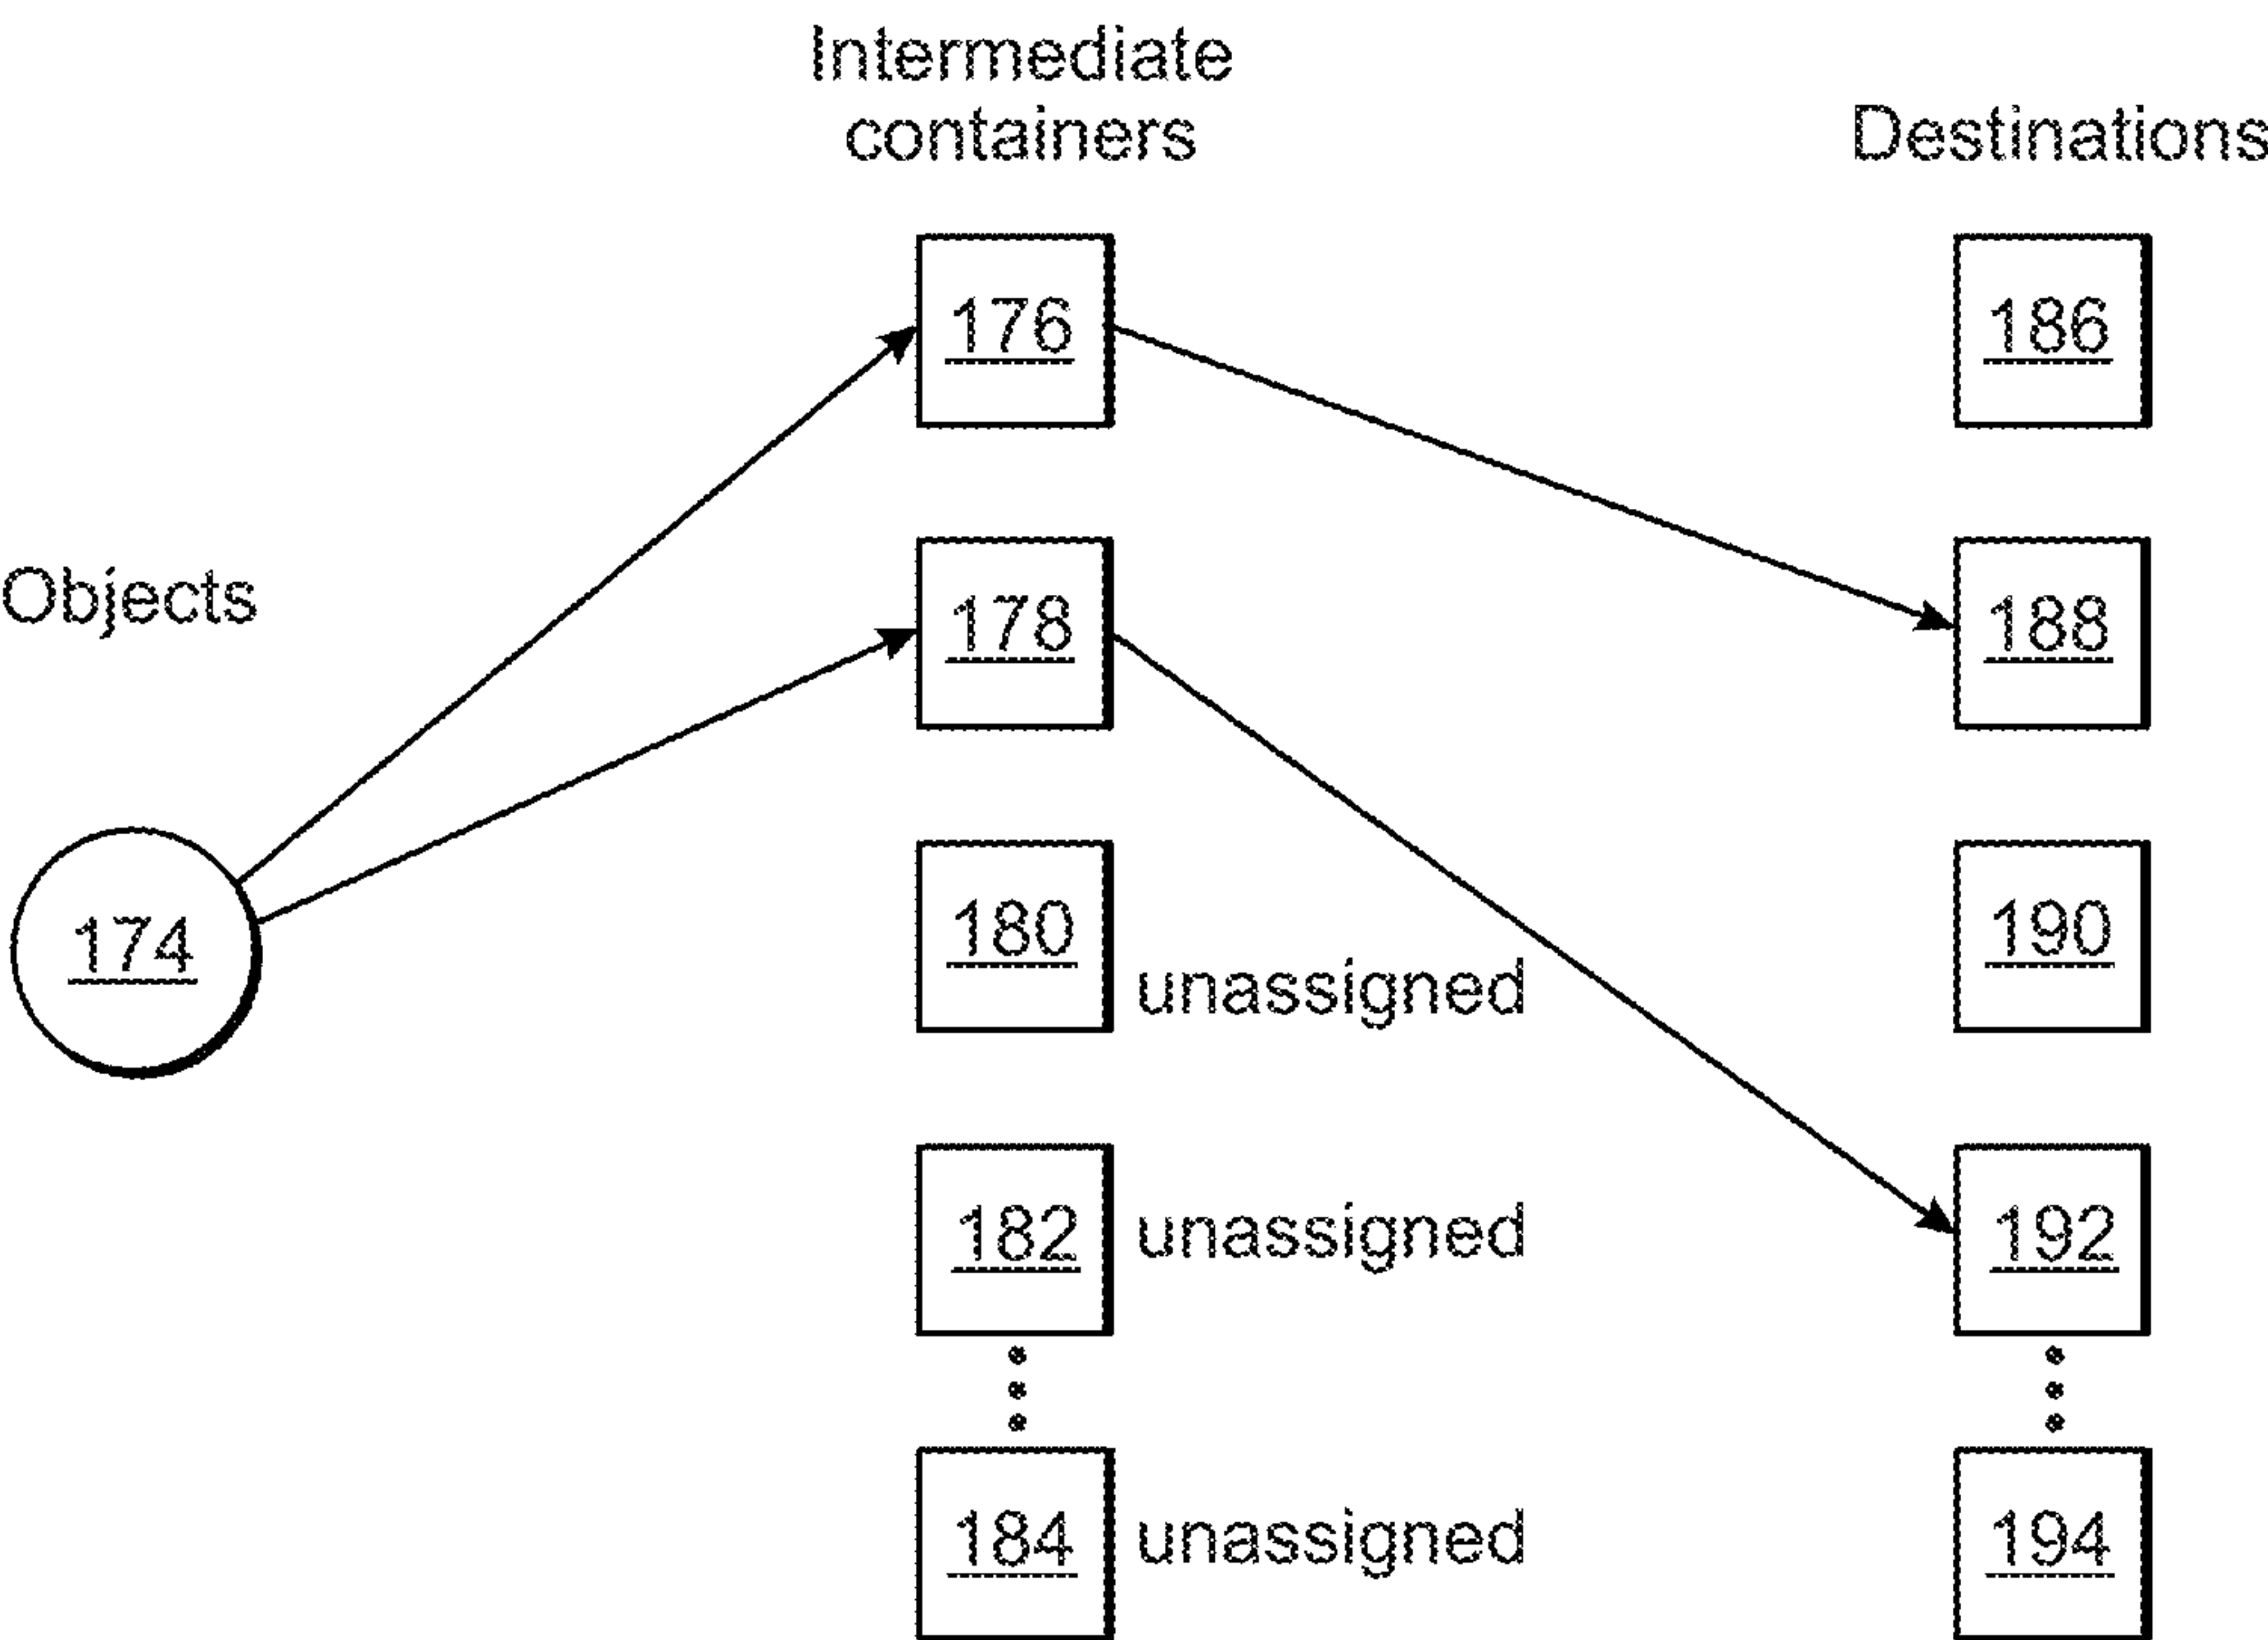 Intermediate
containers
Destinations
176
186
Objects
178
188
180
unassigned
190
174
182
unassigned
192
184
unassigned
194